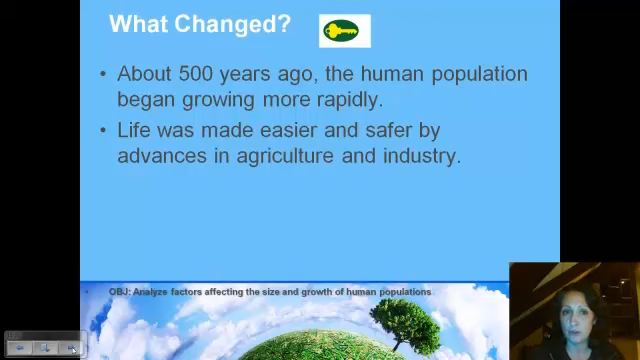 What Changed?
• About 500 years ago, the human population
began growing more rapidly.
• Life was made easier and safer by
advances in agriculture and industry.
• OBJ: Analyze factors affecting the size and growth of human populations